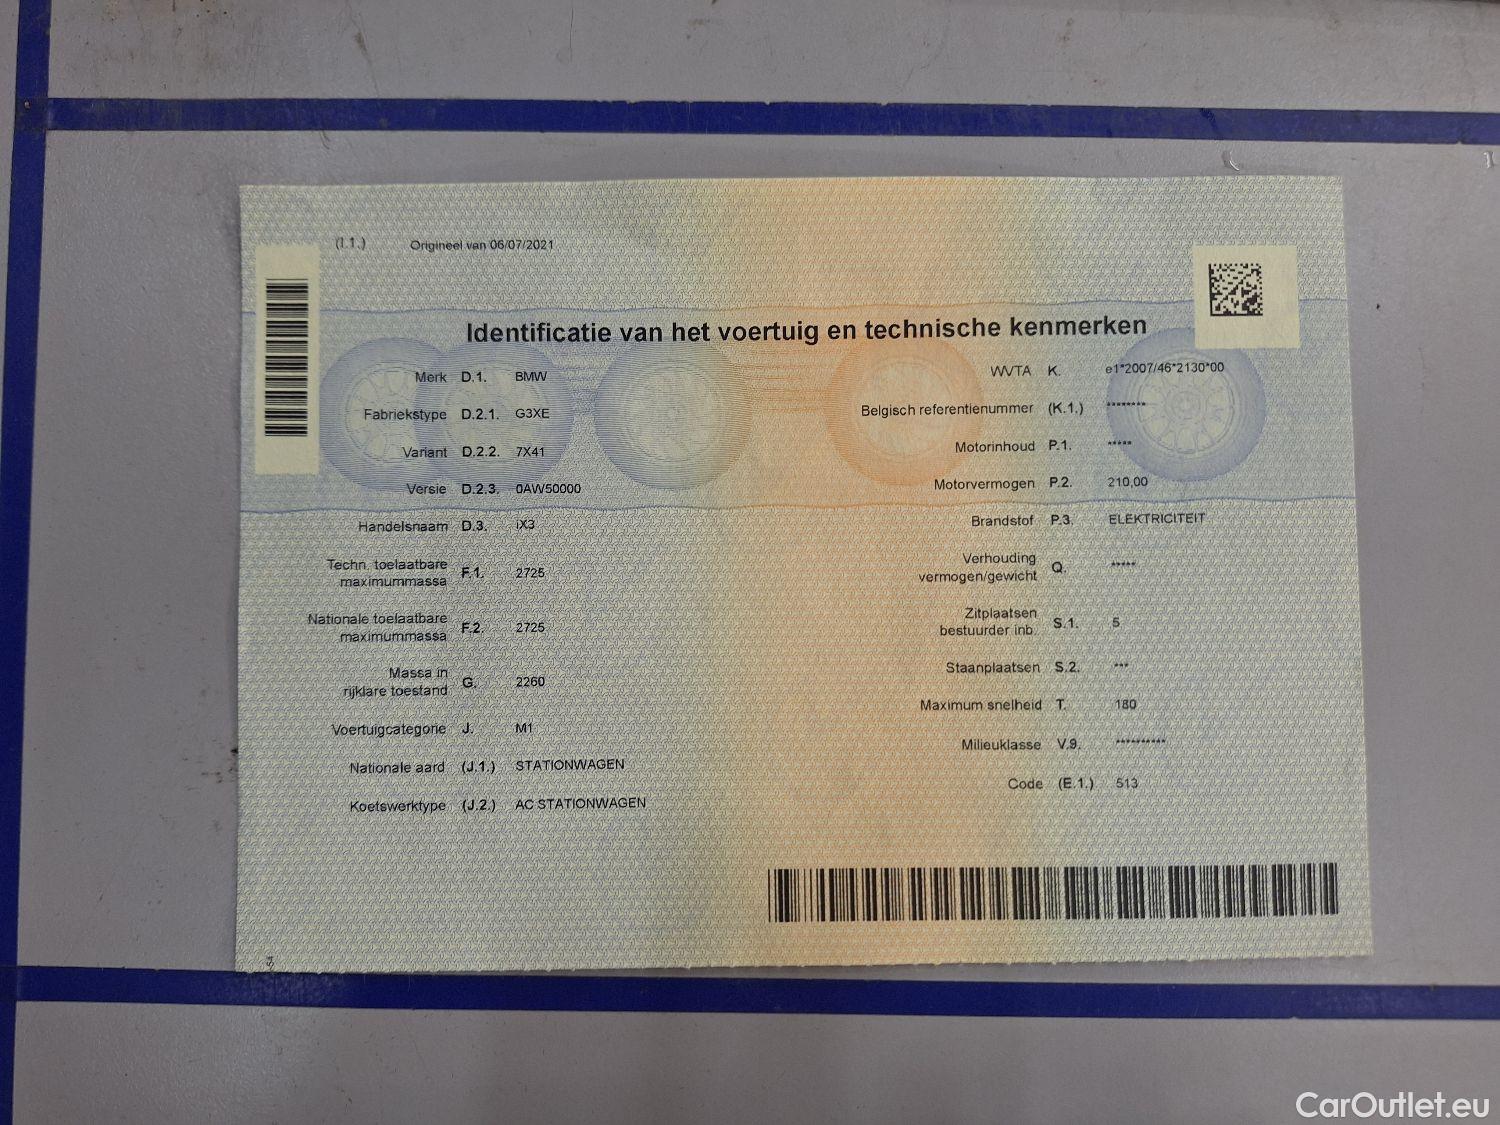 (I.1.) Origineel van 06/07/2021
Identificatie van het voertuig en technische kenmerken
Merk D.1. BMW
Fabriekstype D.2.1. G3XE
Variant D.2.2. 7X41
Versie D.2.3. 0AW50000
Handelsnaam D.3. iX3
Techn. toelaatbare
maximummassa F.1. 2725
Nationale toelaatbare
maximummassa F.2. 2725
Massa in
rijklare toestand G. 2260
Voertuigcategorie J. M1
Nationale aard (J.1.) STATIONWAGEN
Koetswerktype (J.2.) AC STATIONWAGEN
WVTA K. e1*2007/46*2130*00
Belgisch referentienummer (K.1.) ********
Motorinhoud P.1. *****
Motorvermogen P.2. 210,00
Brandstof P.3. ELEKTRICITEIT
Verhouding
vermogen/gewicht Q. *****
Zitplaatsen
bestuurder inb. S.1. 5
Staanplaatsen S.2. ***
Maximum snelheid T. 180
Milieuklasse V.9. **********
Code (E.1.) 513
CarOutlet.eu